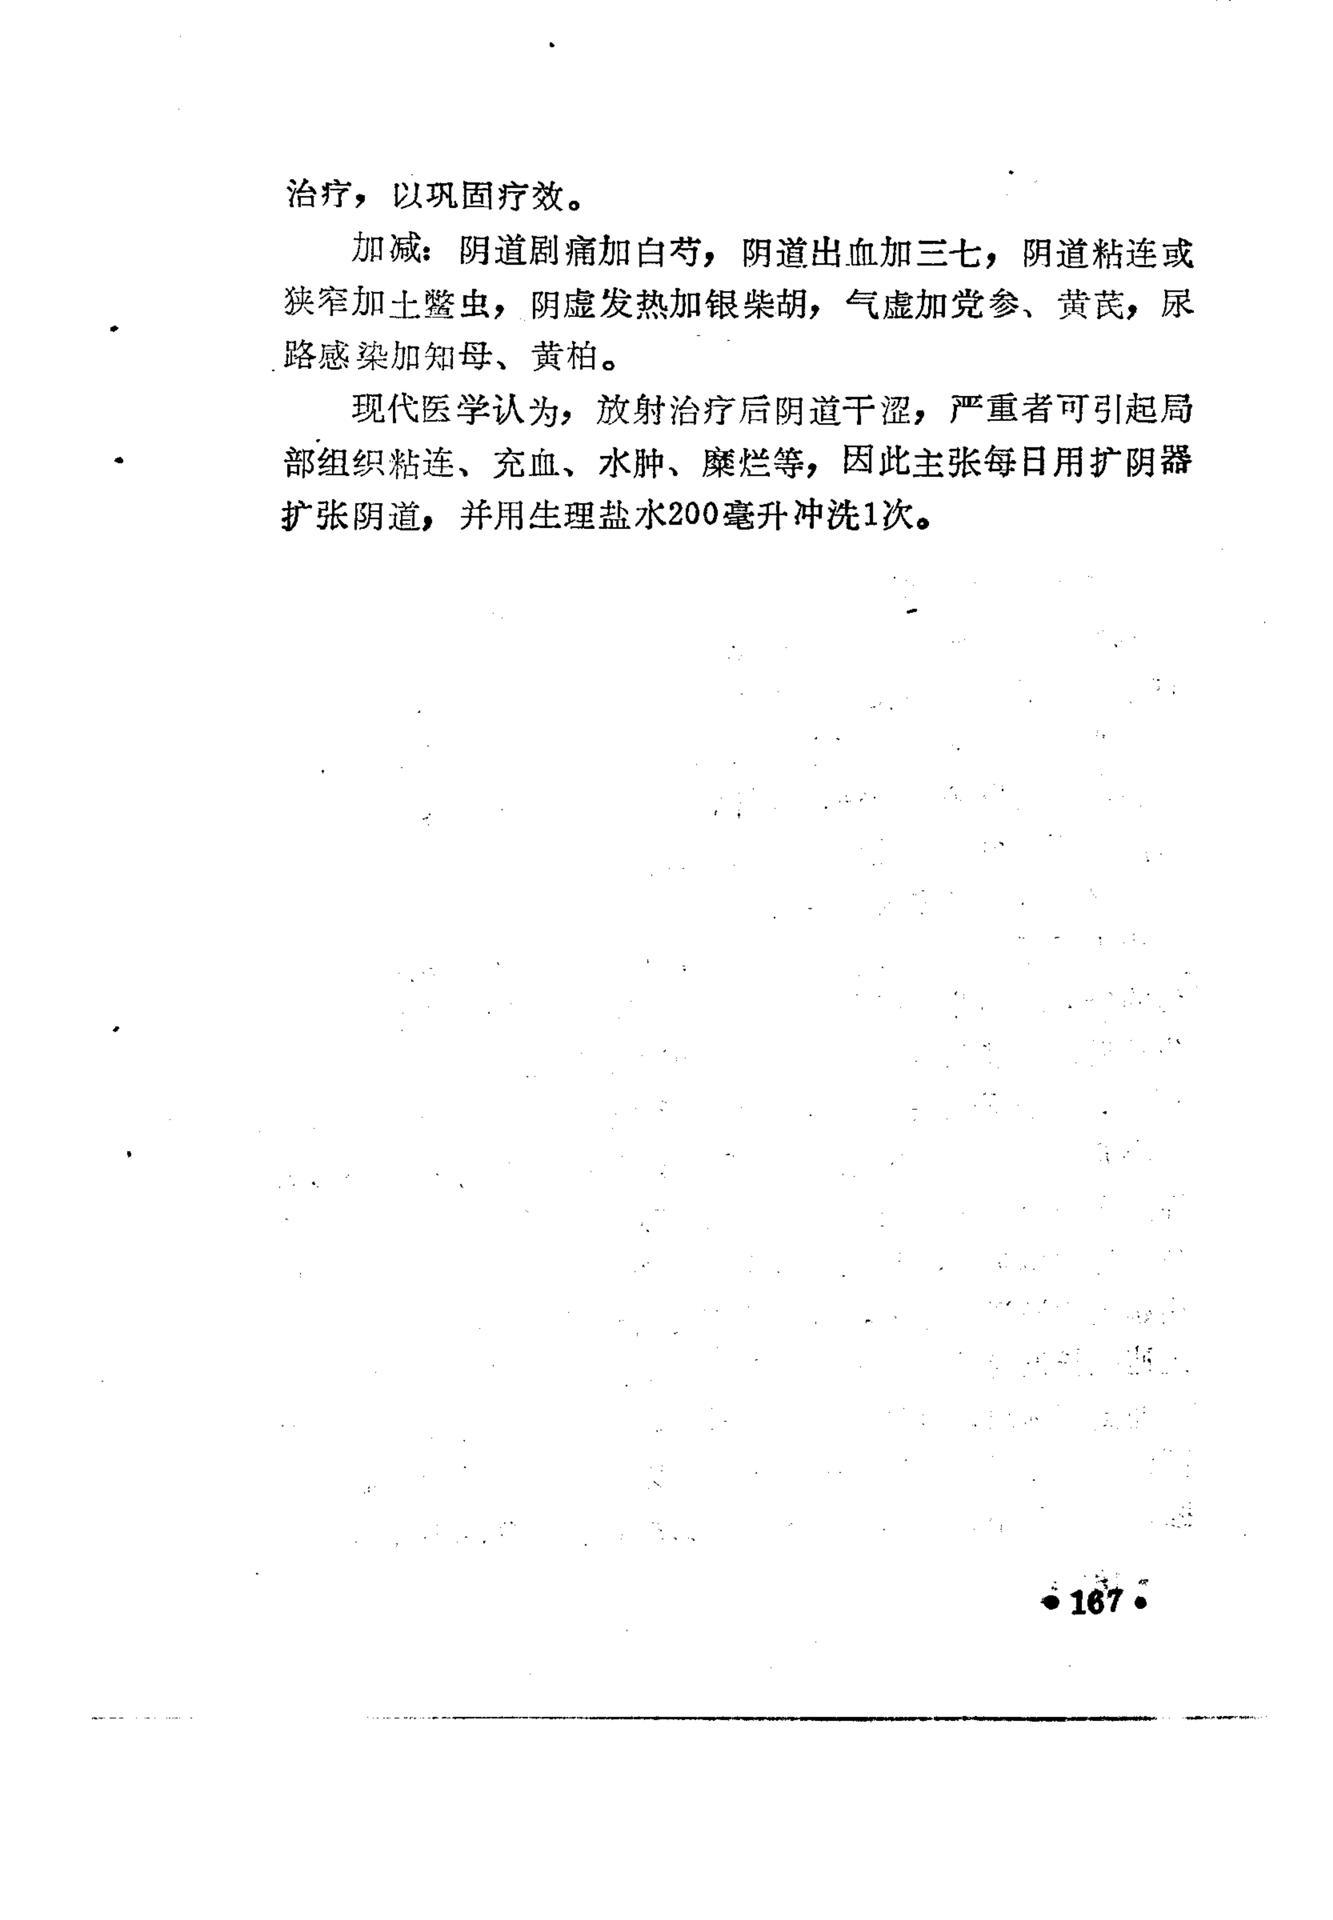 治疗，以巩固疗效。
加减：阴道剧痛加白芍，阴道出血加三七，阴道粘连或
狭窄加土鳖虫，阴虚发热加银柴胡，气虚加党参、黄芪，尿
路感染加知母、黄柏。
现代医学认为，放射治疗后阴道干涩，严重者可引起局
部组织粘连、充血、水肿、糜烂等，因此主张每日用扩阴器
扩张阴道，并用生理盐水200毫升冲洗1次。
•167•